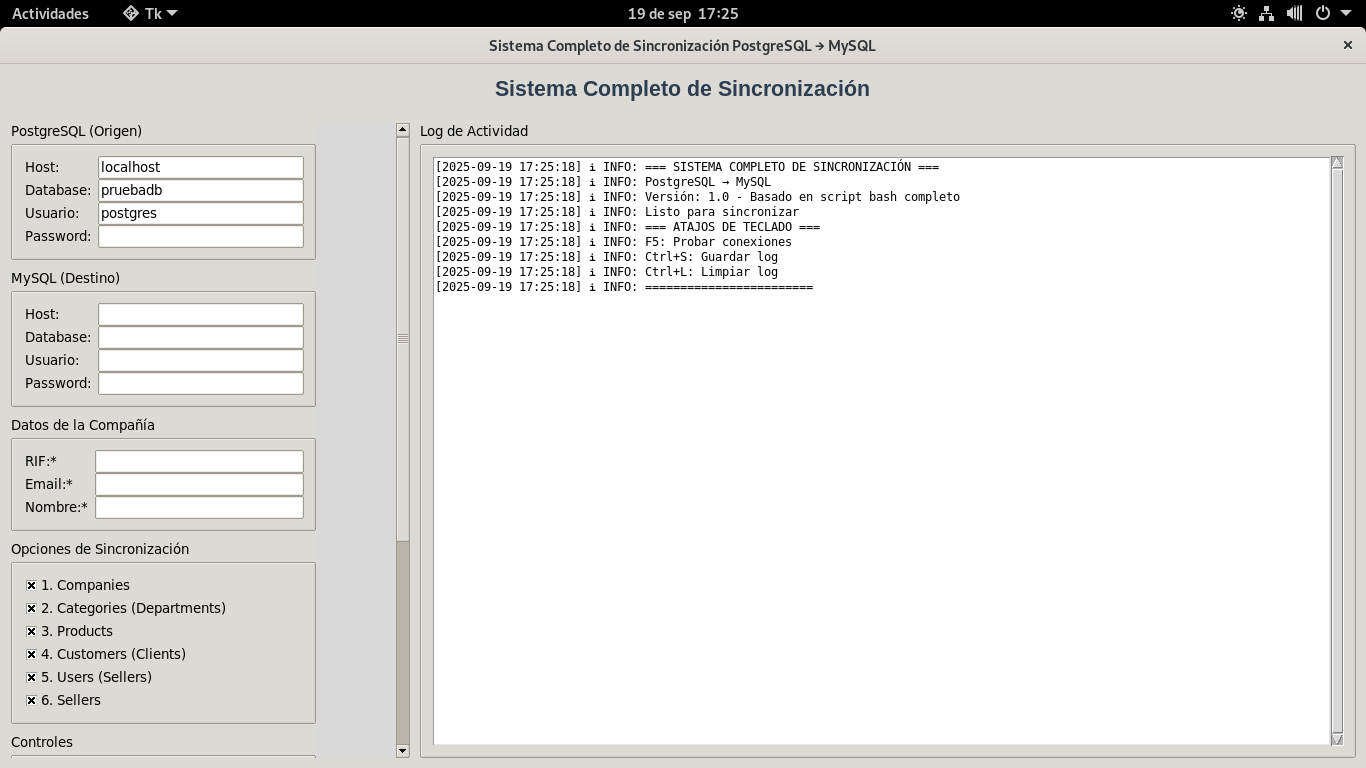 Actividades
Tk
19 de sep 17:25
Sistema Completo de Sincronización PostgreSQL → MySQL
Sistema Completo de Sincronización
PostgreSQL (Origen)
Host: localhost
Database: pruebadb
Usuario: postgres
Password:
MySQL (Destino)
Host:
Database:
Usuario:
Password:
Datos de la Compañía
RIF:*
Email:*
Nombre:*
Opciones de Sincronización
1. Companies
2. Categories (Departments)
3. Products
4. Customers (Clients)
5. Users (Sellers)
6. Sellers
Controles
Log de Actividad
[2025-09-19 17:25:18] ℹ INFO: === SISTEMA COMPLETO DE SINCRONIZACIÓN ===
[2025-09-19 17:25:18] ℹ INFO: PostgreSQL → MySQL
[2025-09-19 17:25:18] ℹ INFO: Versión: 1.0 - Basado en script bash completo
[2025-09-19 17:25:18] ℹ INFO: Listo para sincronizar
[2025-09-19 17:25:18] ℹ INFO: === ATAJOS DE TECLADO ===
[2025-09-19 17:25:18] ℹ INFO: F5: Probar conexiones
[2025-09-19 17:25:18] ℹ INFO: Ctrl+S: Guardar log
[2025-09-19 17:25:18] ℹ INFO: Ctrl+L: Limpiar log
[2025-09-19 17:25:18] ℹ INFO: ========================